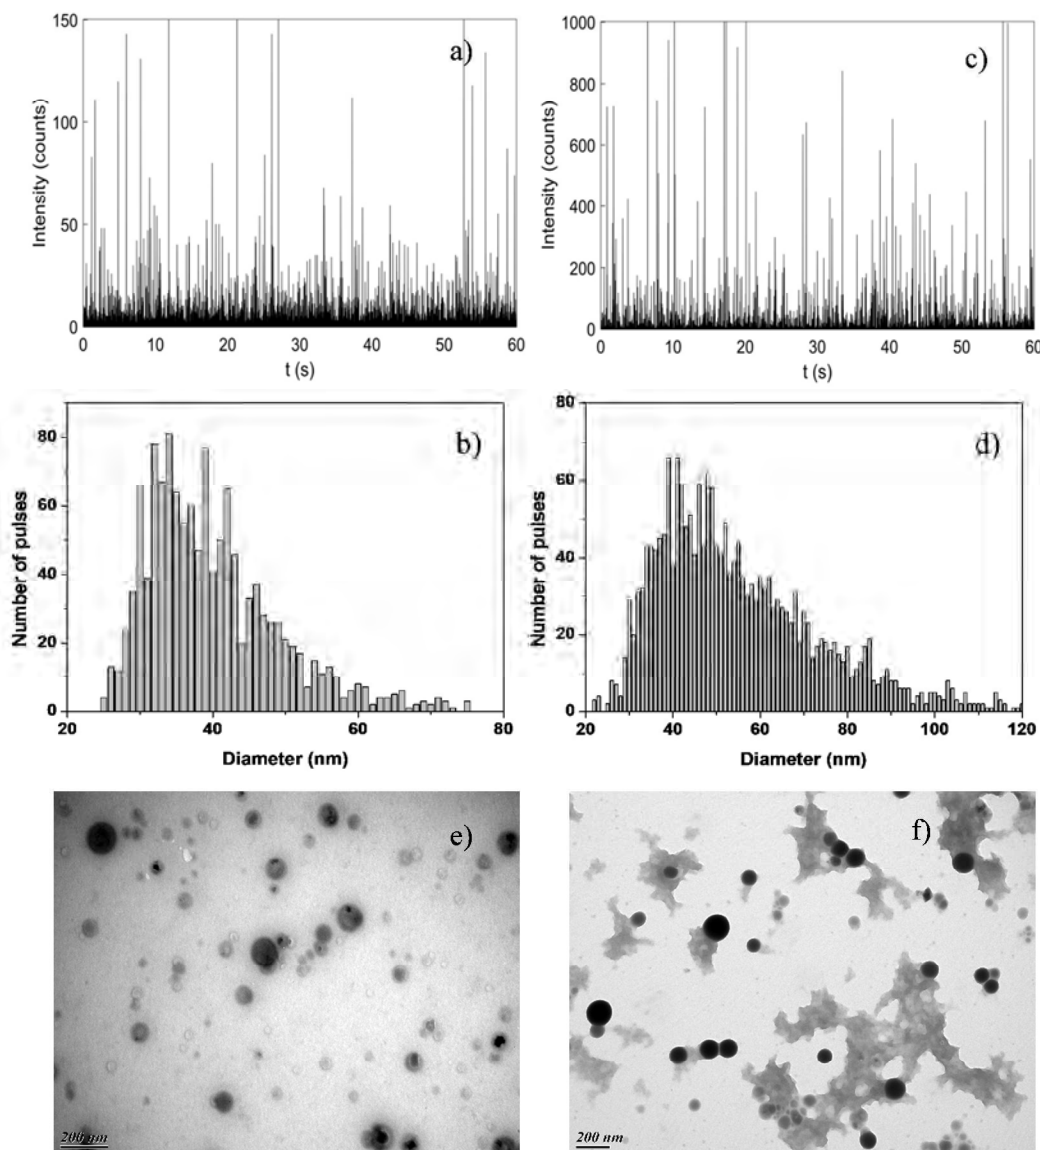 150
100
50
0
Intensity (counts)
0 10 20 30 40 50 60
t (s)
a)
1000
800
600
400
200
0
Intensity (counts)
0 10 20 30 40 50 60
t (s)
c)
80
60
40
20
0
Number of pulses
20 40 60 80
Diameter (nm)
b)
80
60
40
20
0
Number of pulses
20 40 60 80 100 120
Diameter (nm)
d)
e)
200 nm
f)
200 nm